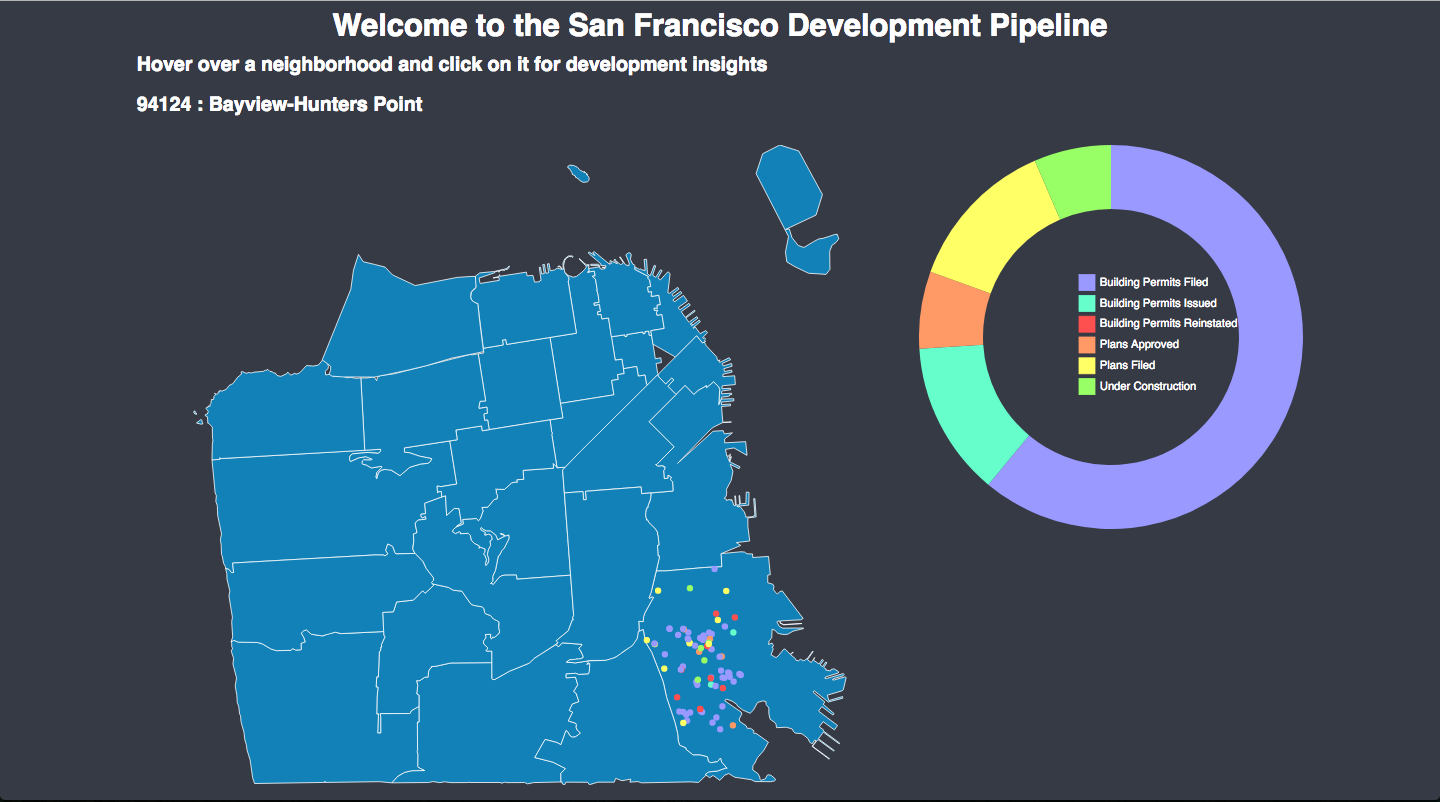 Welcome to the San Francisco Development Pipeline
Hover over a neighborhood and click on it for development insights
94124 : Bayview-Hunters Point
Building Permits Filed
Building Permits Issued
Building Permits Reinstated
Plans Approved
Plans Filed
Under Construction